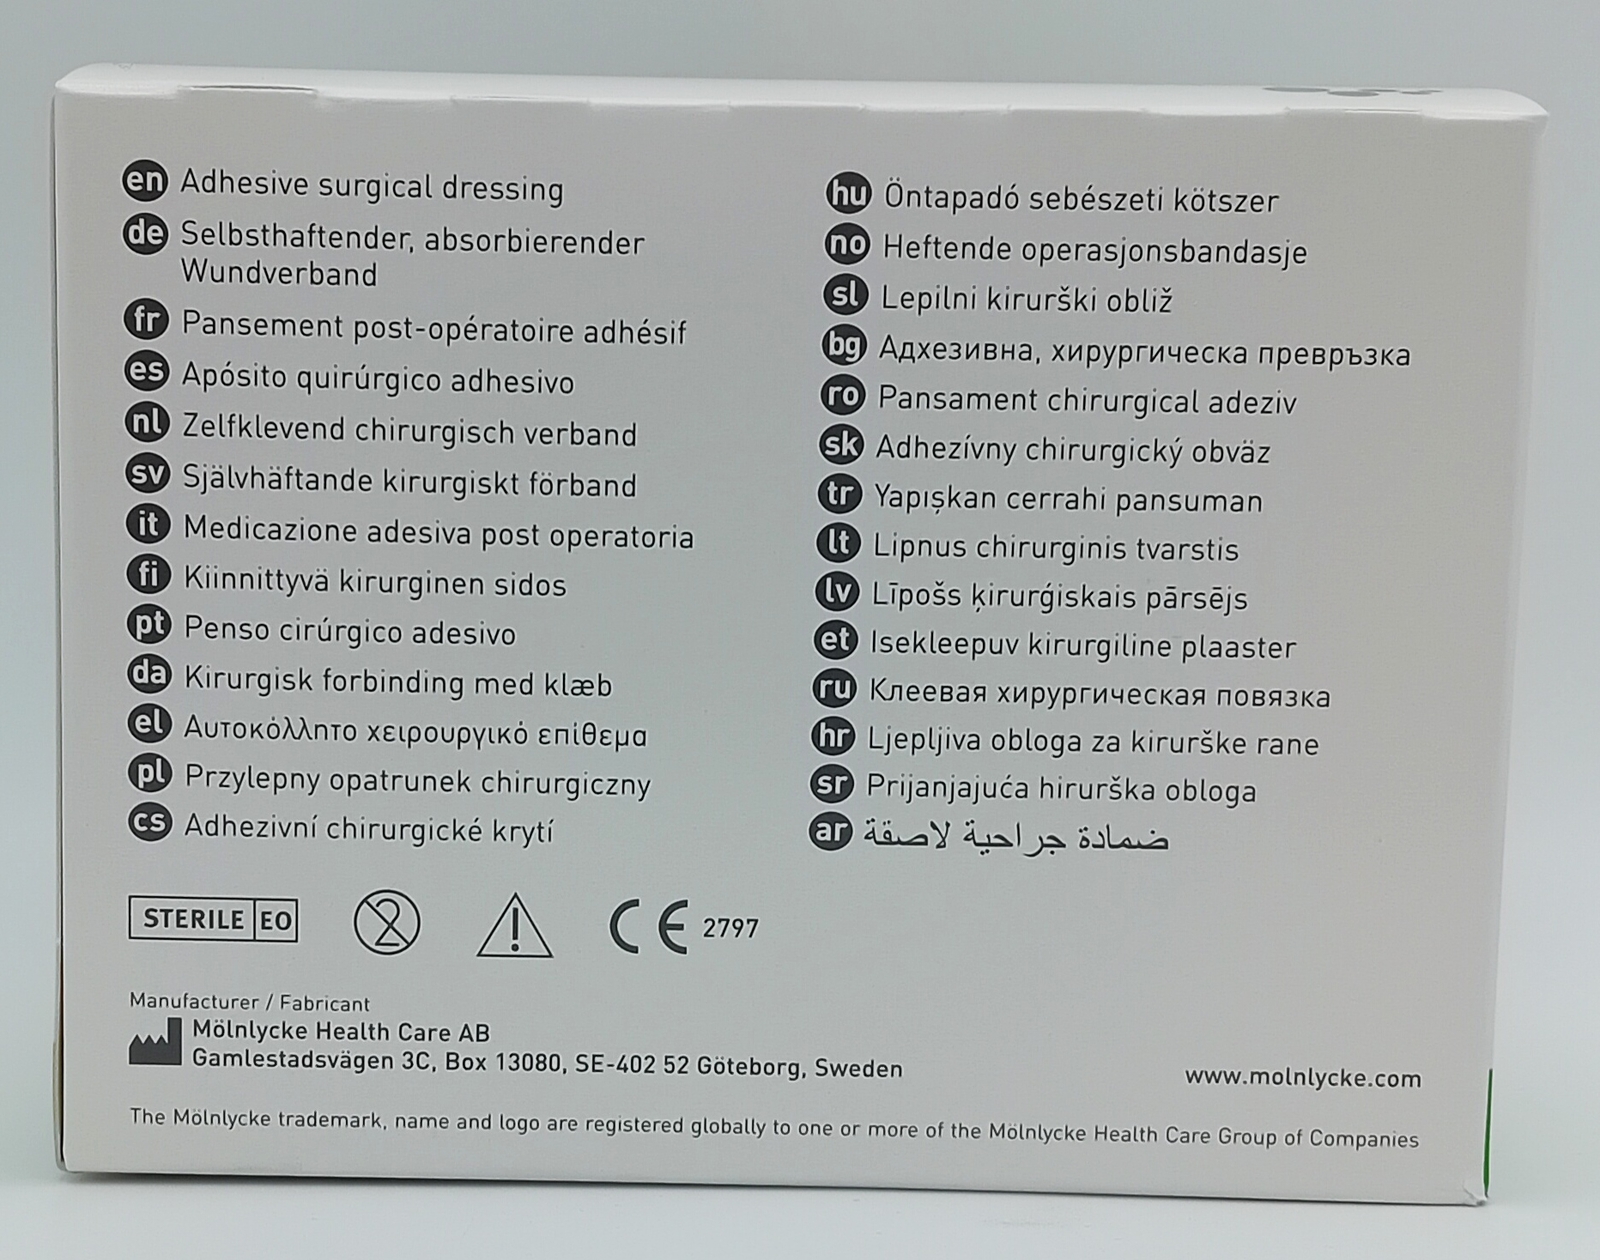 en Adhesive surgical dressing
de Selbsthaftender, absorbierender
Wundverband
fr Pansement post-opératoire adhésif
es Apósito quirúrgico adhesivo
nl Zelfklevend chirurgisch verband
sv Självhäftande kirurgiskt förband
it Medicazione adesiva post operatoria
fi Kiinnittyvä kirurginen sidos
pt Penso cirúrgico adesivo
da Kirurgisk forbinding med klæb
el Αυτοκόλλητο χειρουργικό επίθεμα
pl Przylepny opatrunek chirurgiczny
cs Adhezivní chirurgické krytí
hu Öntapadó sebészeti kötszer
no Heftende operasjonsbandasje
sl Lepilni kirurški obliž
bg Адхезивна, хирургическа превръзка
ro Pansament chirurgical adeziv
sk Adhezívny chirurgický obväz
tr Yapışkan cerrahi pansuman
lt Lipnus chirurginis tvarstis
lv Līpošs ķirurģiskais pārsējs
et Isekleepuv kirurgiline plaaster
ru Клеевая хирургическая повязка
hr Ljepljiva obloga za kirurške rane
sr Prijanjajuća hirurška obloga
ar ضمادة جراحية لاصقة
STERILE EO
2
!
CE 2797
Manufacturer / Fabricant
Mölnlycke Health Care AB
Gamlestadsvägen 3C, Box 13080, SE-402 52 Göteborg, Sweden
www.molnlycke.com
The Mölnlycke trademark, name and logo are registered globally to one or more of the Mölnlycke Health Care Group of Companies